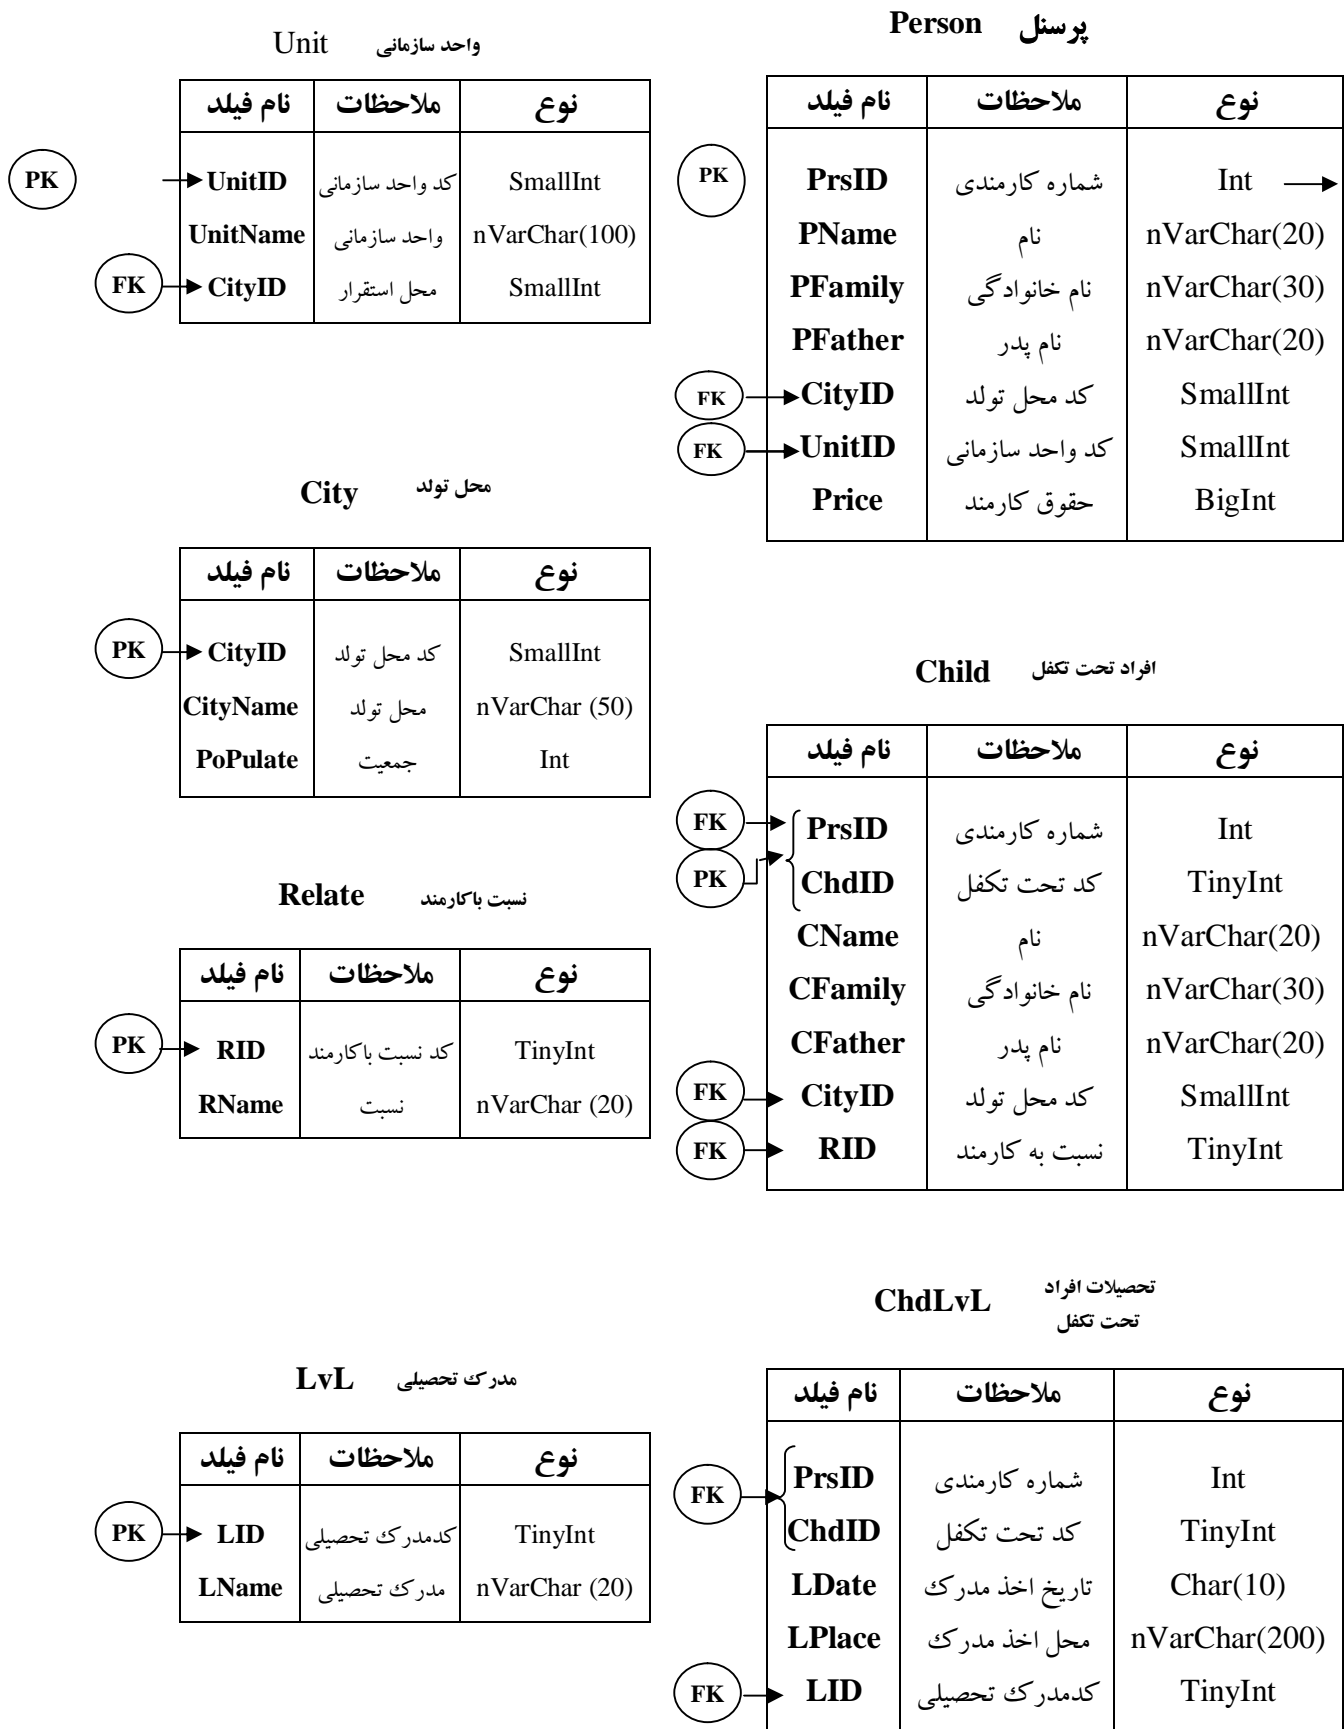 واحد سازمانی Unit
نام فیلد ملاحظات نوع
PK UnitID کد واحد سازمانی SmallInt
UnitName واحد سازمانی nVarChar(100)
FK CityID محل استقرار SmallInt
پرسنل Person
نام فیلد ملاحظات نوع
PK PrsID شماره کارمندی Int
PName نام nVarChar(20)
PFamily نام خانوادگی nVarChar(30)
PFather نام پدر nVarChar(20)
FK CityID کد محل تولد SmallInt
FK UnitID کد واحد سازمانی SmallInt
Price حقوق کارمند BigInt
محل تولد City
نام فیلد ملاحظات نوع
PK CityID کد محل تولد SmallInt
CityName محل تولد nVarChar (50)
PoPulate جمعیت Int
افراد تحت تکفل Child
نام فیلد ملاحظات نوع
FK PrsID شماره کارمندی Int
PK ChdID کد تحت تکفل TinyInt
CName نام nVarChar(20)
CFamily نام خانوادگی nVarChar(30)
CFather نام پدر nVarChar(20)
FK CityID کد محل تولد SmallInt
FK RID نسبت به کارمند TinyInt
نسبت باکارمند Relate
نام فیلد ملاحظات نوع
PK RID کد نسبت باکارمند TinyInt
RName نسبت nVarChar (20)
تحصیلات افراد
تحت تکفل ChdLvL
نام فیلد ملاحظات نوع
FK PrsID شماره کارمندی Int
ChdID کد تحت تکفل TinyInt
LDate تاریخ اخذ مدرک Char(10)
LPlace محل اخذ مدرک nVarChar(200)
FK LID کدمدرک تحصیلی TinyInt
مدرک تحصیلی LvL
نام فیلد ملاحظات نوع
PK LID کدمدرک تحصیلی TinyInt
LName مدرک تحصیلی nVarChar (20)